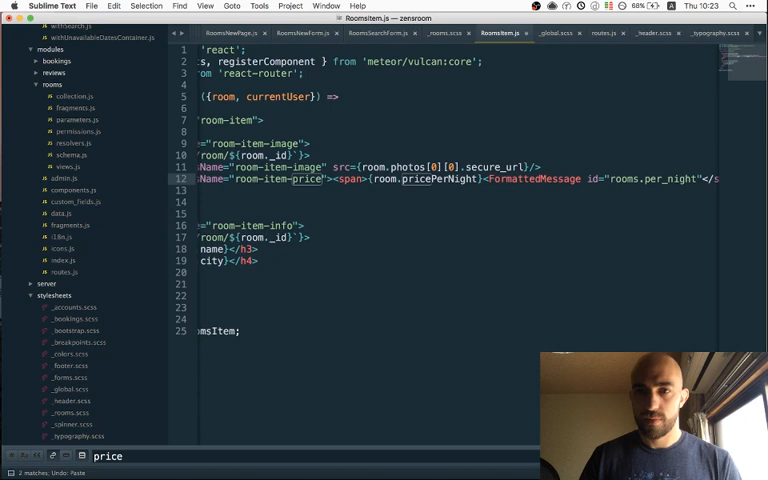 Sublime Text File Edit Selection Find View Goto Tools Project Window Help
68% Thu 10:23
RoomsItem.js — zensroom
withSearch.js
withUnavailableDatesContainer.js
modules
bookings
reviews
rooms
collection.js
fragments.js
parameters.js
permissions.js
resolvers.js
schema.js
views.js
admin.js
components.js
custom_fields.js
data.js
fragments.js
i18n.js
icons.js
index.js
routes.js
server
stylesheets
_accounts.scss
_bookings.scss
_bootstrap.scss
_breakpoints.scss
_colors.scss
_footer.scss
_forms.scss
_global.scss
_header.scss
_rooms.scss
_spinner.scss
_typography.scss
RoomsNewPage.js RoomsNewForm.js RoomsSearchForm.js _rooms.scss RoomsItem.js _global.scss routes.js _header.scss _typography.scss
1 'react';
2 ts, registerComponent } from 'meteor/vulcan:core';
3 rom 'react-router';
4
5 ({room, currentUser}) =>
6
7 "room-item">
8
9 e="room-item-image">
10 /room/${room._id}`}>
11 sName="room-item-image" src={room.photos[0][0].secure_url}/>
12 sName="room-item-price"><span>{room.pricePerNight}<FormattedMessage id="rooms.per_night"</s
13
14
15
16 e="room-item-info">
17 /room/${room._id}`}>
18 name}</h3>
19 city}</h4>
20
21
22
23
24
25 omsItem;
price
2 matches; Undo: Paste